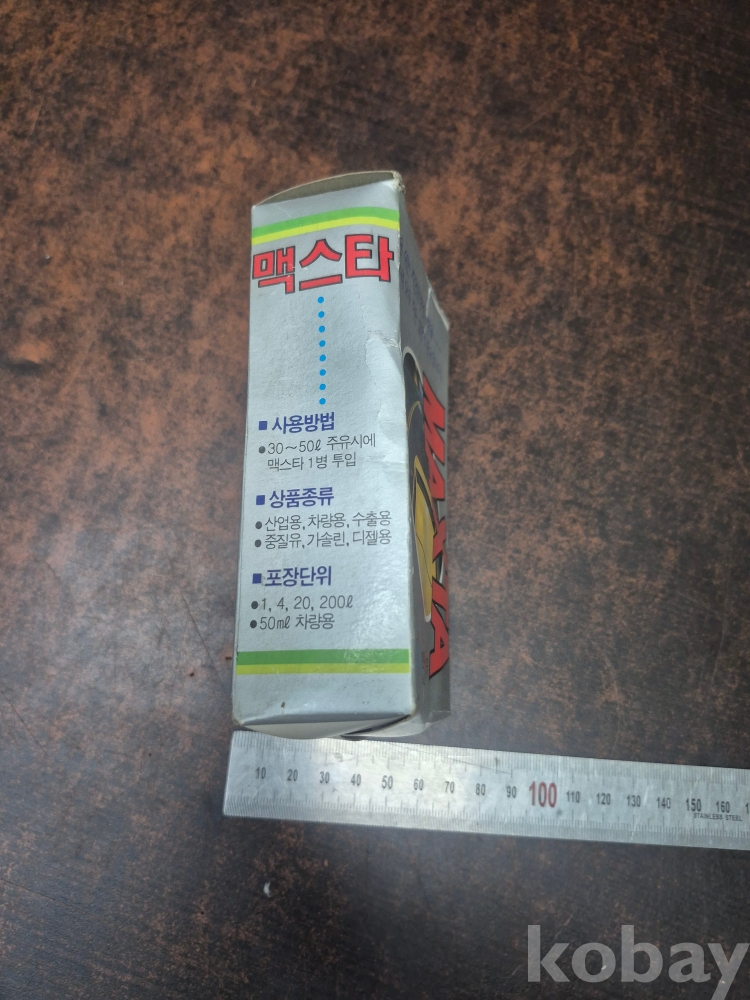 맥스타
■ 사용방법
● 30~50ℓ 주유시에
맥스타 1병 투입
■ 상품종류
● 산업용, 차량용, 수출용
● 중질유, 가솔린, 디젤용
■ 포장단위
● 1, 4, 20, 200ℓ
● 50㎖ 차량용
10 20 30 40 50 60 70 80 90 100 110 120 130 140 150 160
STAINLESS STEEL
kobay